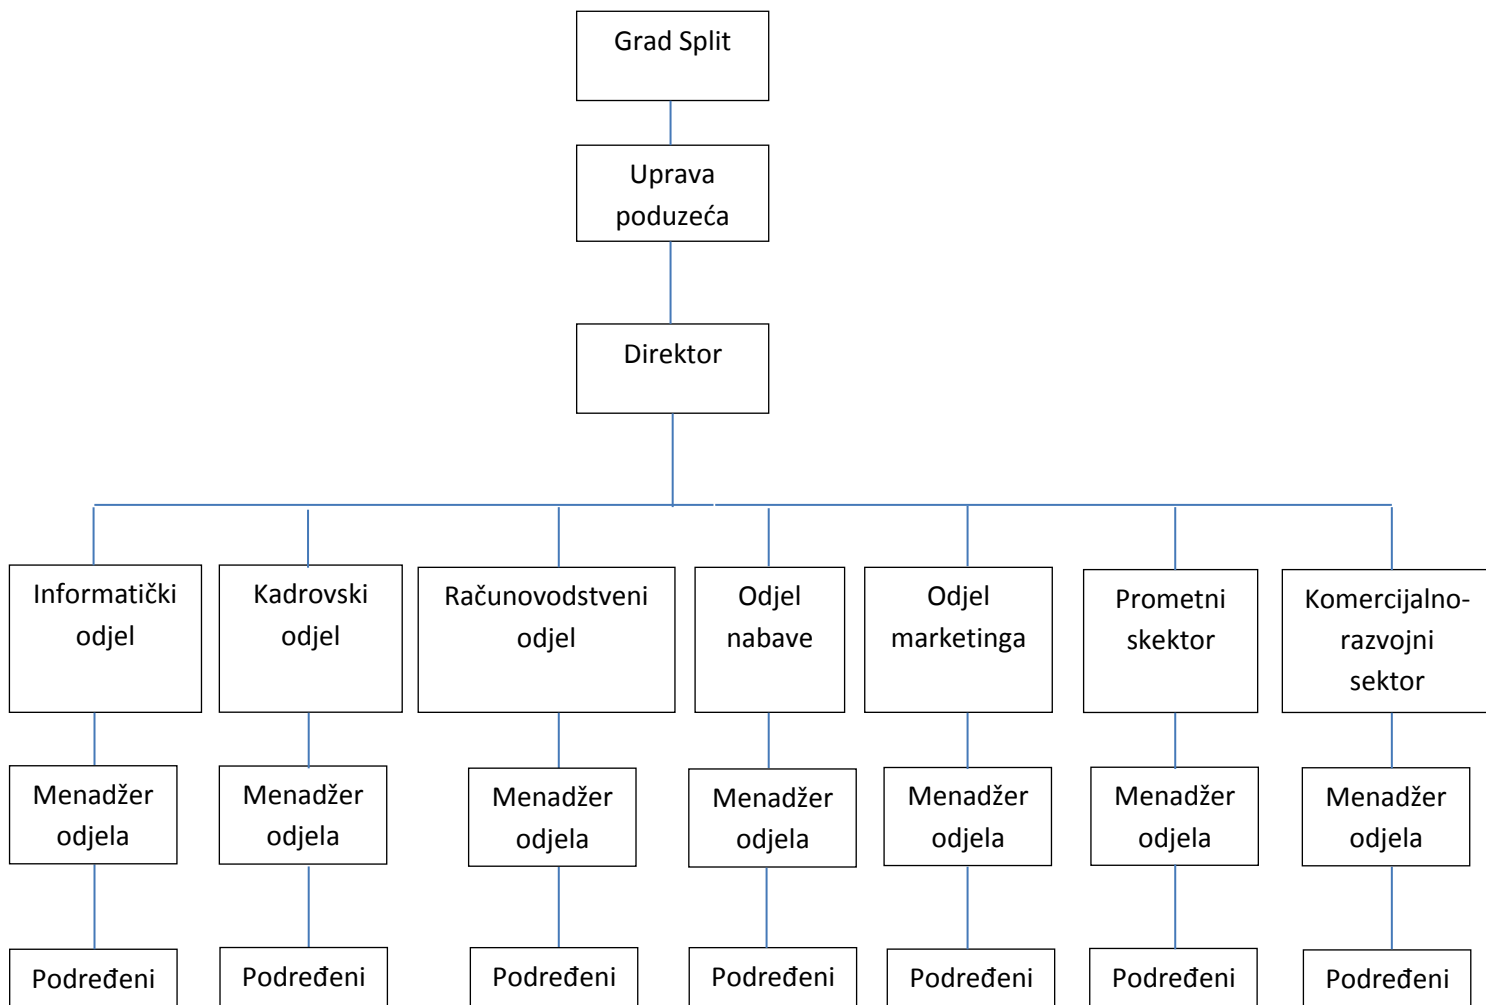 Grad Split
Uprava
poduzeća
Direktor
Informatički
odjel
Kadrovski
odjel
Računovodstveni
odjel
Odjel
nabave
Odjel
marketinga
Prometni
skektor
Komercijalno-
razvojni
sektor
Menadžer
odjela
Menadžer
odjela
Menadžer
odjela
Menadžer
odjela
Menadžer
odjela
Menadžer
odjela
Menadžer
odjela
Podređeni
Podređeni
Podređeni
Podređeni
Podređeni
Podređeni
Podređeni